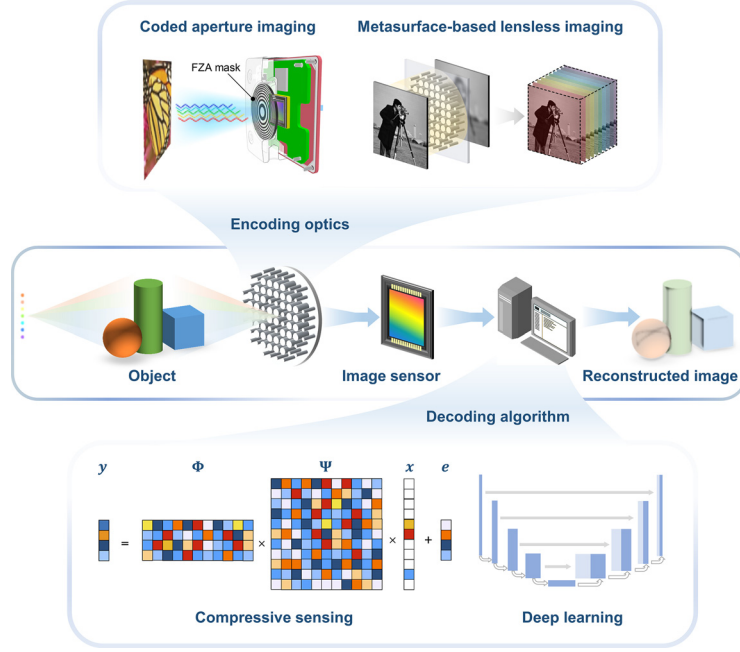 Coded aperture imaging
Metasurface-based lensless imaging
FZA mask
Encoding optics
Object
Image sensor
Reconstructed image
Decoding algorithm
y Φ Ψ x e
= × × +
Compressive sensing
Deep learning